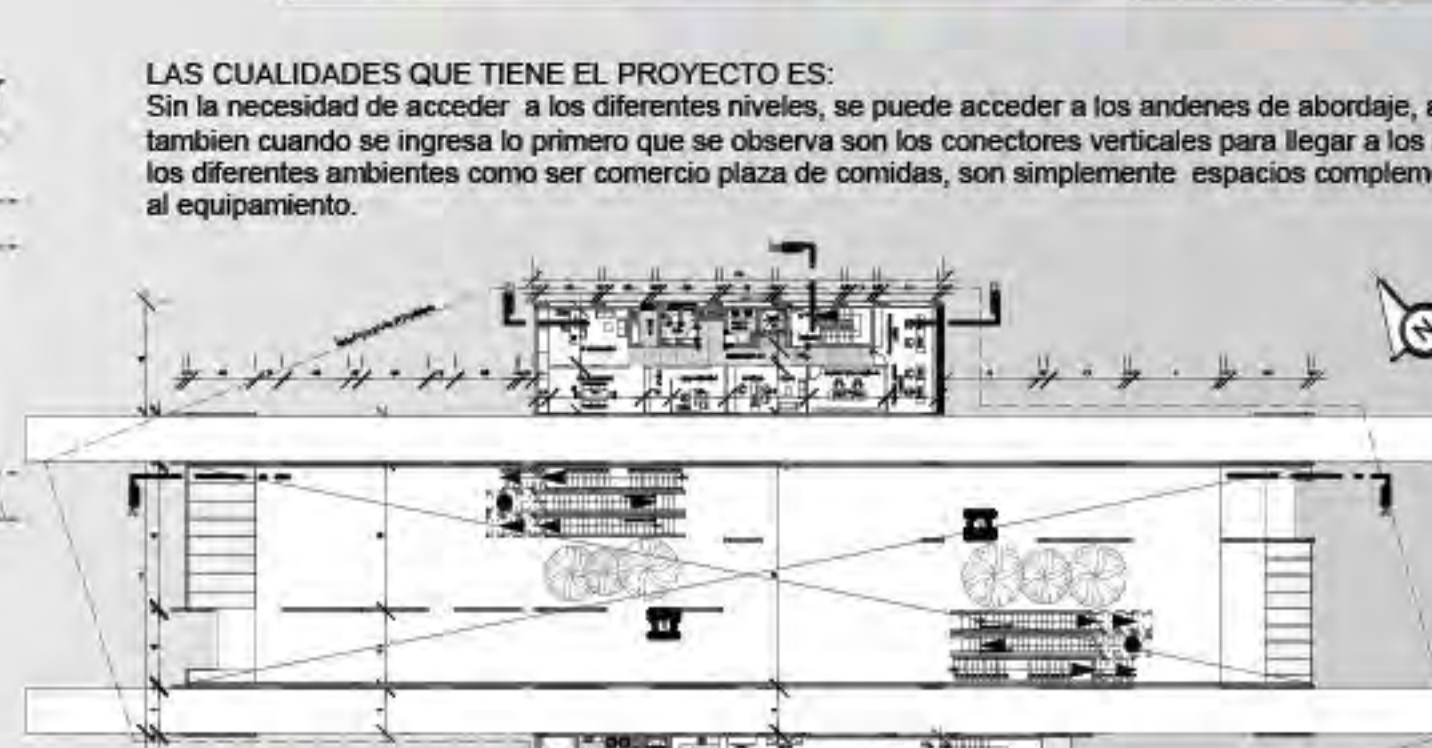 LAS CUALIDADES QUE TIENE EL PROYECTO ES:
Sin la necesidad de acceder a los diferentes niveles, se puede acceder a los andenes de abordaje, a
tambien cuando se ingresa lo primero que se observa son los conectores verticales para llegar a los
los diferentes ambientes como ser comercio plaza de comidas, son simplemente espacios complem
al equipamiento.
N